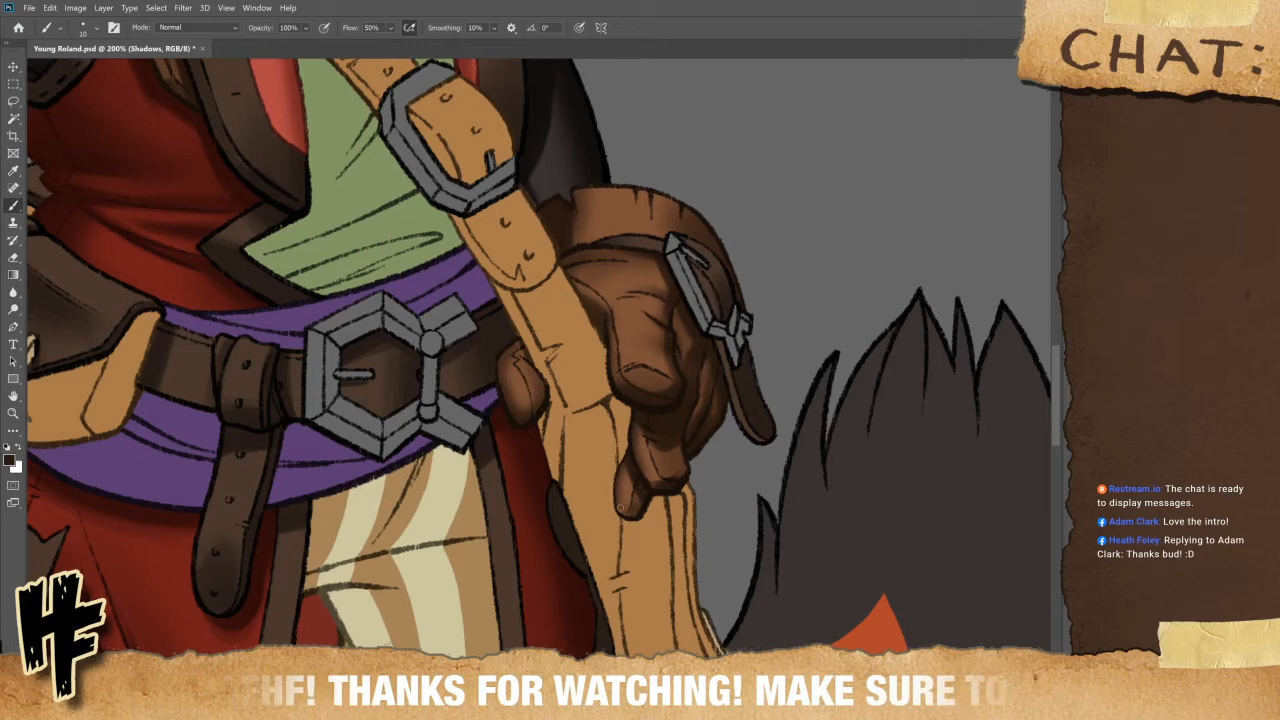 File Edit Image Layer Type Select Filter 3D View Window Help
10 Mode: Normal Opacity: 100% Flow: 50% Smoothing: 10% 0°
Young Roland.psd @ 200% (Shadows, RGB/8) * ×
CHAT:
Restream.io: The chat is ready
to display messages.
Adam Clark: Love the intro!
Heath Foley: Replying to Adam
Clark: Thanks bud! :D
HF
FHF! THANKS FOR WATCHING! MAKE SURE TO